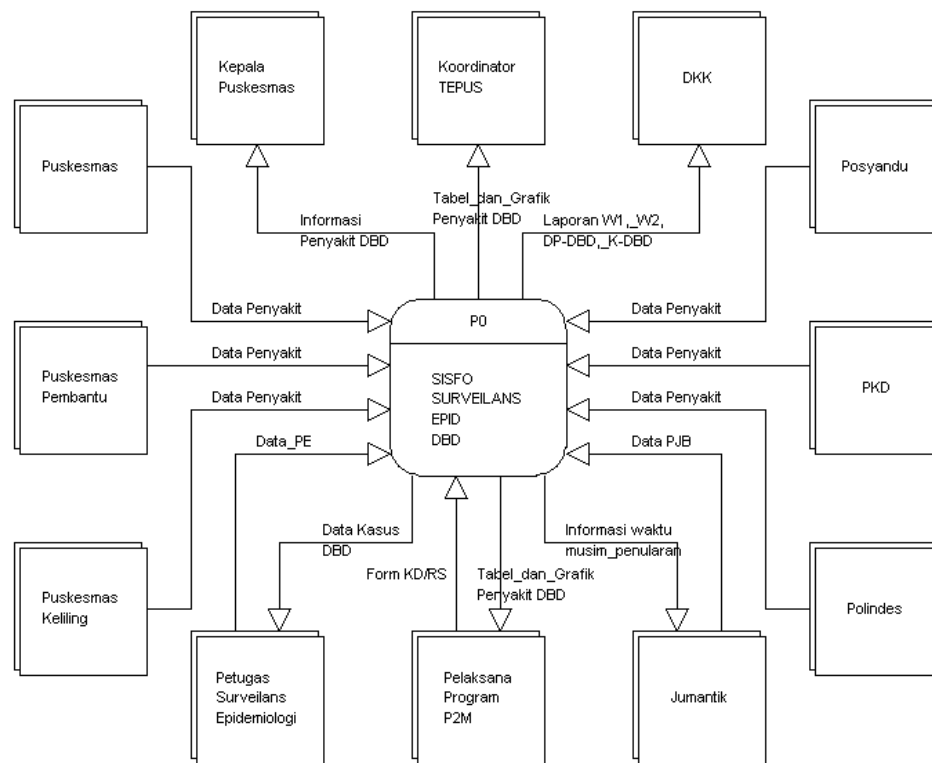 Kepala
Puskesmas
Koordinator
TEPUS
DKK
Puskesmas
Posyandu
Informasi
Penyakit DBD
Tabel_dan_Grafik
Penyakit DBD
Laporan W1,_W2,
DP-DBD,_K-DBD
Data Penyakit
P0
Data Penyakit
Puskesmas
Pembantu
Data Penyakit
SISFO
SURVEILANS
EPID
DBD
Data Penyakit
PKD
Data Penyakit
Data Penyakit
Data_PE
Data PJB
Data Kasus
DBD
Form KD/RS
Tabel_dan_Grafik
Penyakit DBD
Informasi waktu
musim_penularan
Puskesmas
Keliling
Polindes
Petugas
Surveilans
Epidemiologi
Pelaksana
Program
P2M
Jumantik